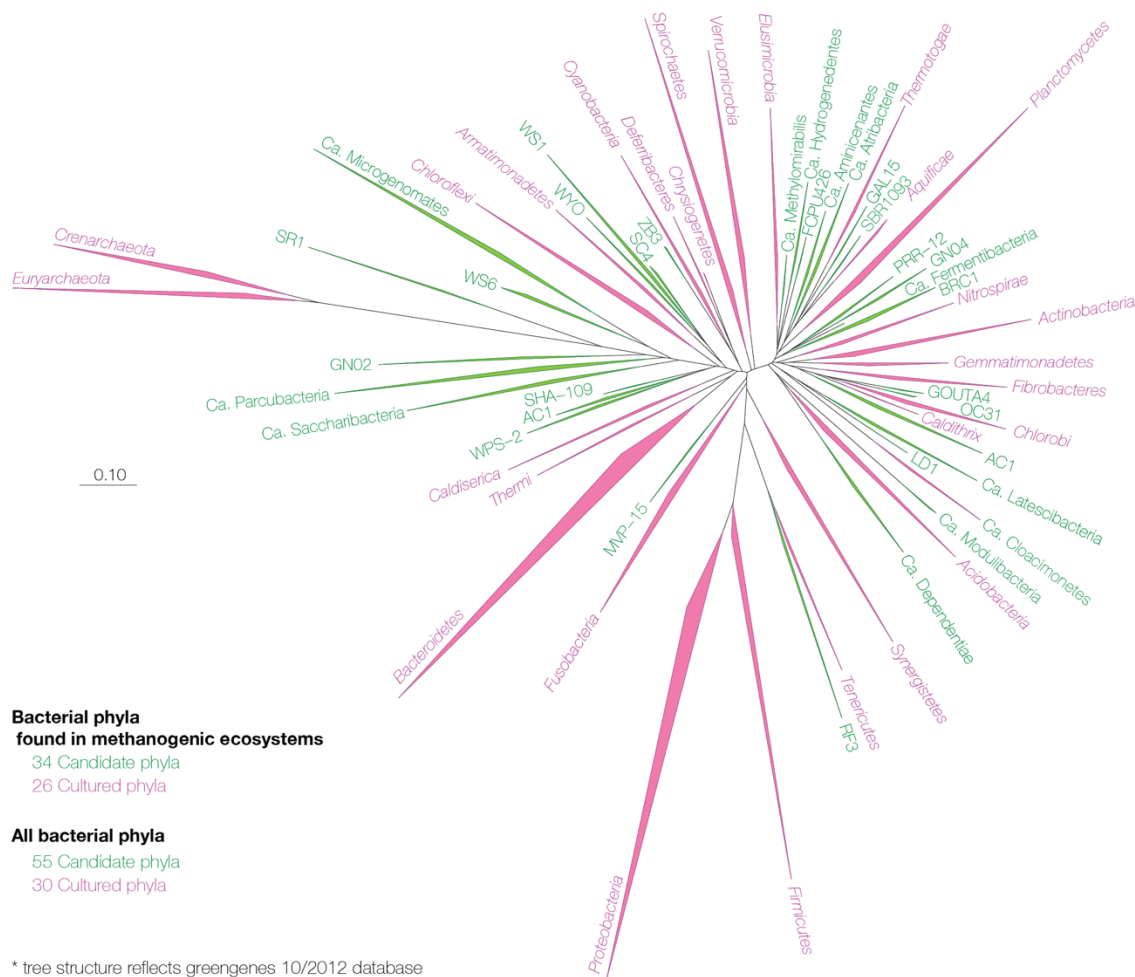 Spirochaetes
Verrucomicrobia
Elusimicrobia
Cyanobacteria
Deferribacteres
Chrysiogenetes
Ca. Methylomirabilis
Ca. Hydrogenedentes
FCPU426
Ca. Aminicenantes
Ca. Atribacteria
Thermotogae
GAL15
SBR1093
Aquificae
Planctomycetes
PRR-12
GN04
Ca. Fermentibacteria
BRC1
Nitrospirae
Actinobacteria
Gemmatimonadetes
Fibrobacteres
GOUTA4
OC31
Chlorobi
Caldithrix
AC1
LD1
Ca. Latescibacteria
Ca. Cloacimonetes
Ca. Modulibacteria
Acidobacteria
Ca. Dependentiae
Synergistetes
Tenericutes
RF3
Firmicutes
Proteobacteria
Fusobacteria
MVP-15
Bacteroidetes
Thermi
Caldiserica
WPS-2
AC1
SHA-109
Ca. Saccharibacteria
Ca. Parcubacteria
GN02
Euryarchaeota
Crenarchaeota
SR1
WS6
Ca. Microgenomates
Chloroflexi
Armatimonadetes
WS1
WYO
ZB3
SC4
0.10
Bacterial phyla
found in methanogenic ecosystems
34 Candidate phyla
26 Cultured phyla
All bacterial phyla
55 Candidate phyla
30 Cultured phyla
* tree structure reflects greengenes 10/2012 database